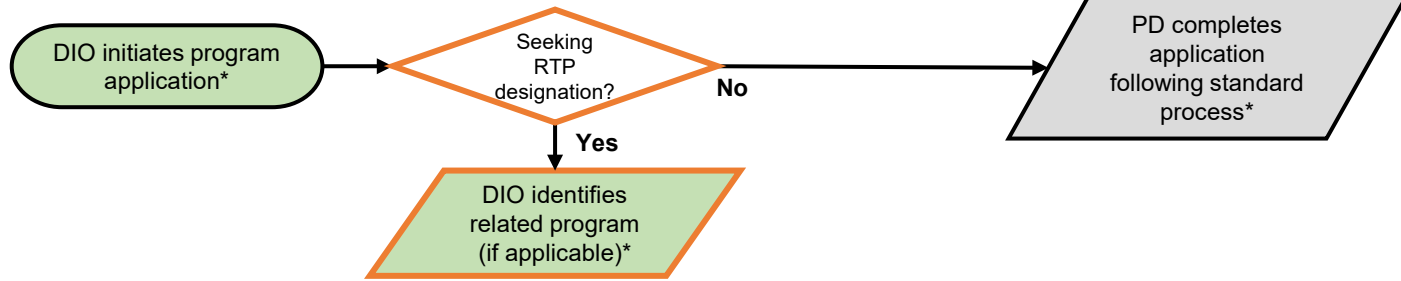 DIO initiates program
application*
Seeking
RTP
designation?
No
PD completes
application
following standard
process*
Yes
DIO identifies
related program
(if applicable)*